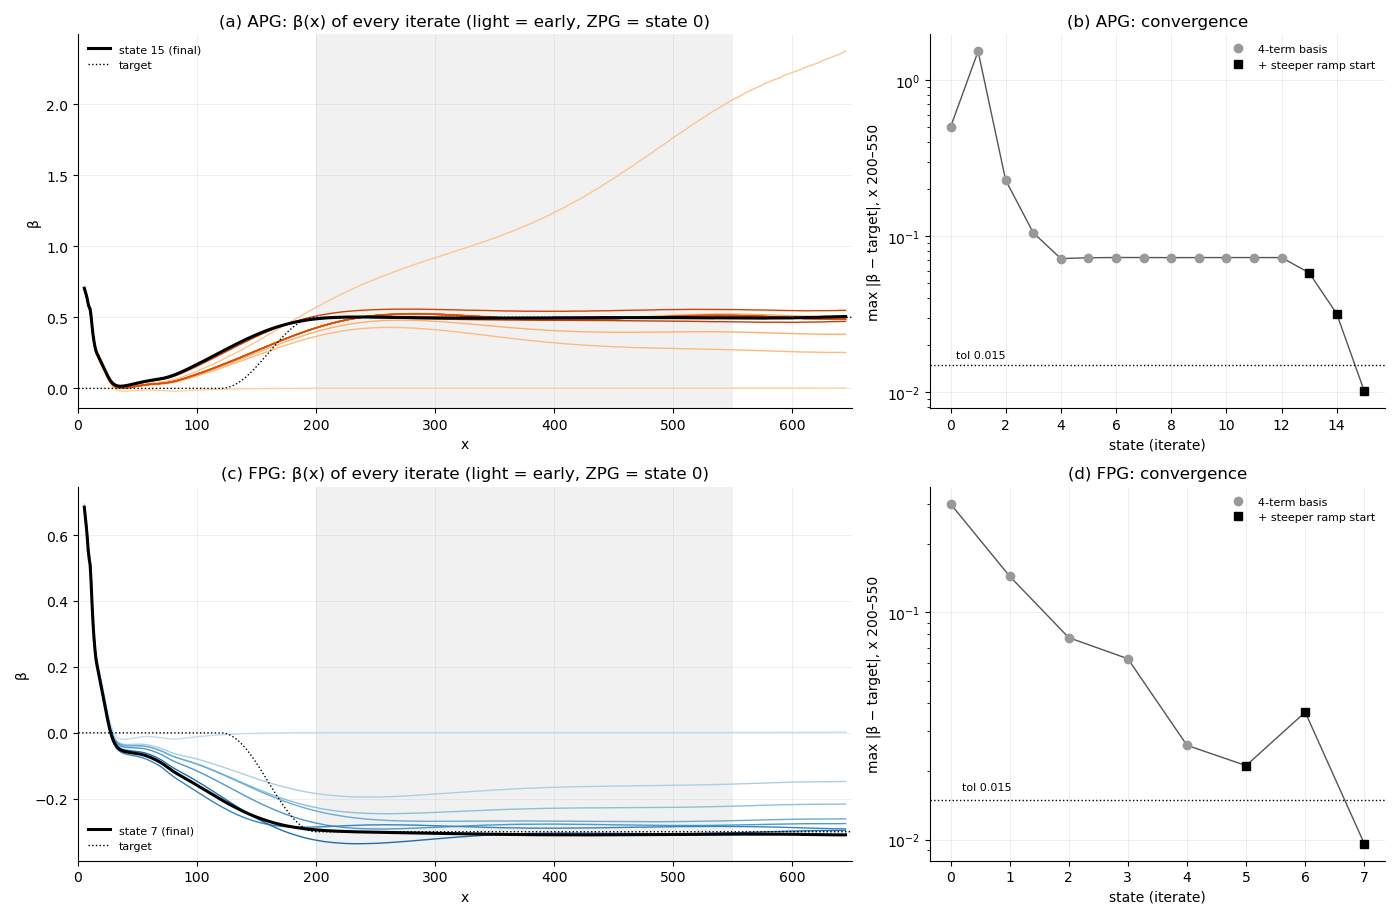 (a) APG: β(x) of every iterate (light = early, ZPG = state 0)
state 15 (final)
target
2.0
1.5
1.0
0.5
0.0
β
0 100 200 300 400 500 600
x
(b) APG: convergence
4-term basis
+ steeper ramp start
10⁰
10⁻¹
10⁻²
max |β − target|, x 200–550
tol 0.015
0 2 4 6 8 10 12 14
state (iterate)
(c) FPG: β(x) of every iterate (light = early, ZPG = state 0)
0.6
0.4
0.2
0.0
−0.2
β
state 7 (final)
target
0 100 200 300 400 500 600
x
(d) FPG: convergence
4-term basis
+ steeper ramp start
10⁻¹
10⁻²
max |β − target|, x 200–550
tol 0.015
0 1 2 3 4 5 6 7
state (iterate)